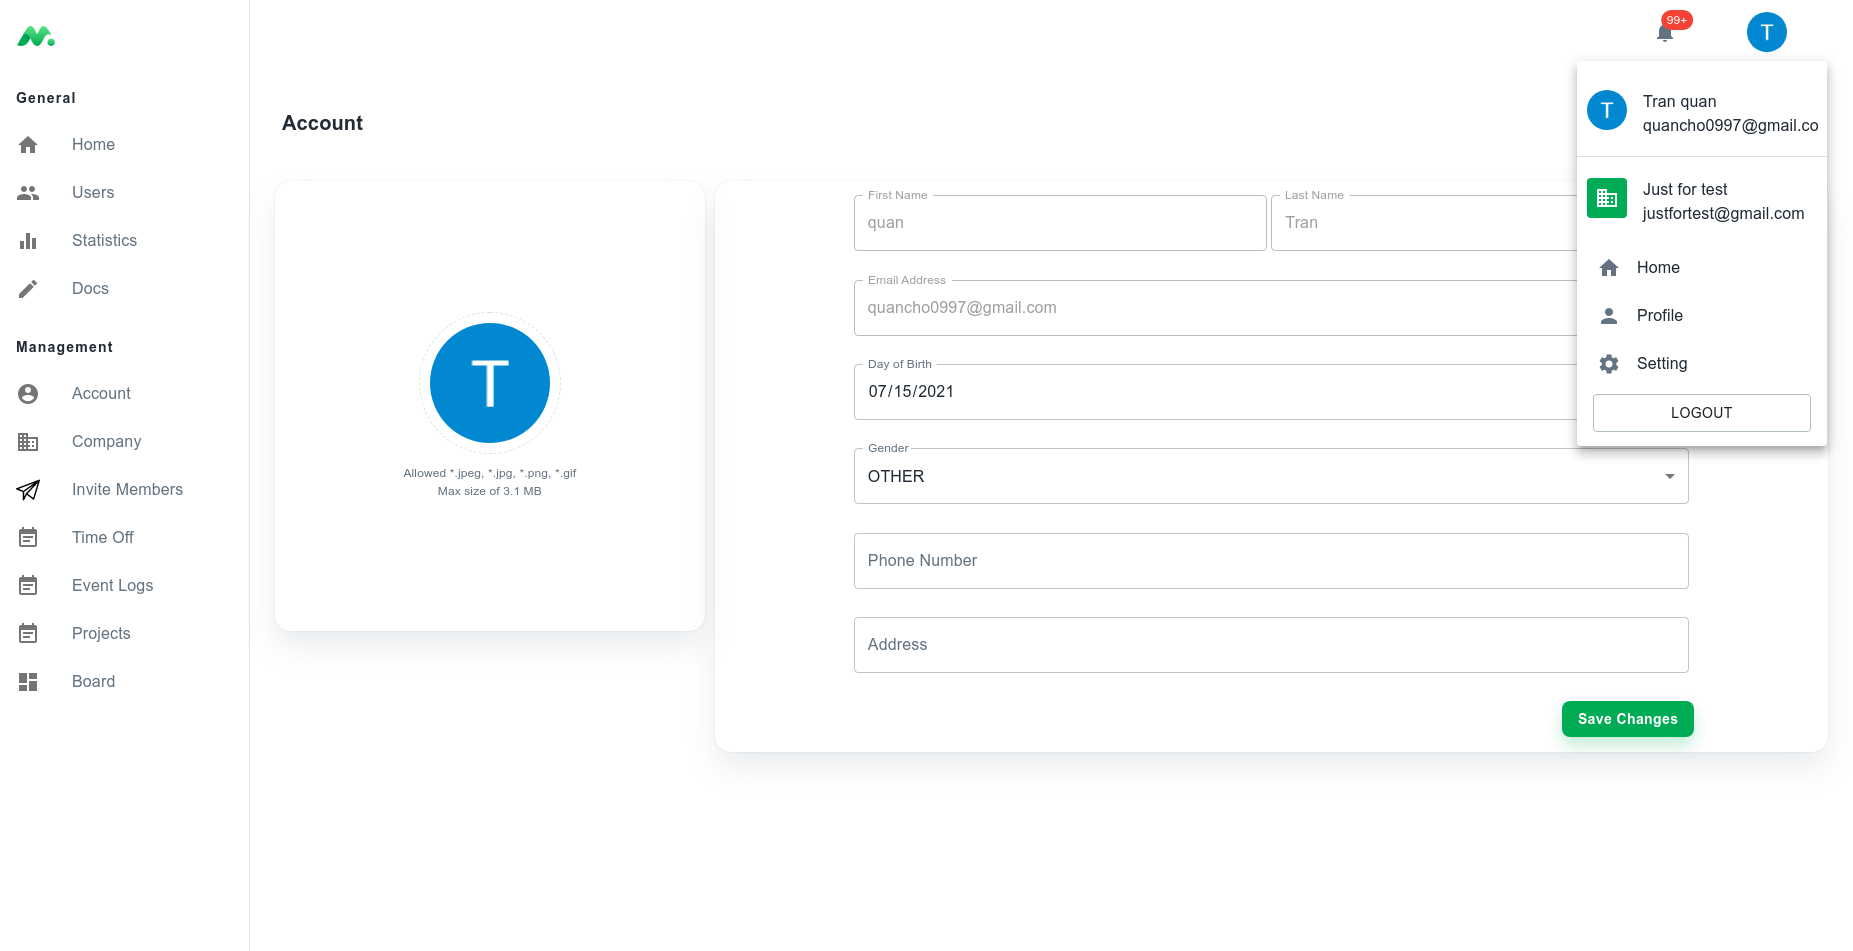 General
Home
Users
Statistics
Docs
Management
Account
Company
Invite Members
Time Off
Event Logs
Projects
Board
99+
T
Account
T
Allowed *.jpeg, *.jpg, *.png, *.gif
Max size of 3.1 MB
First Name
quan
Last Name
Tran
Email Address
quancho0997@gmail.com
Day of Birth
07/15/2021
Gender
OTHER
Phone Number
Address
Save Changes
T
Tran quan
quancho0997@gmail.co
Just for test
justfortest@gmail.com
Home
Profile
Setting
LOGOUT